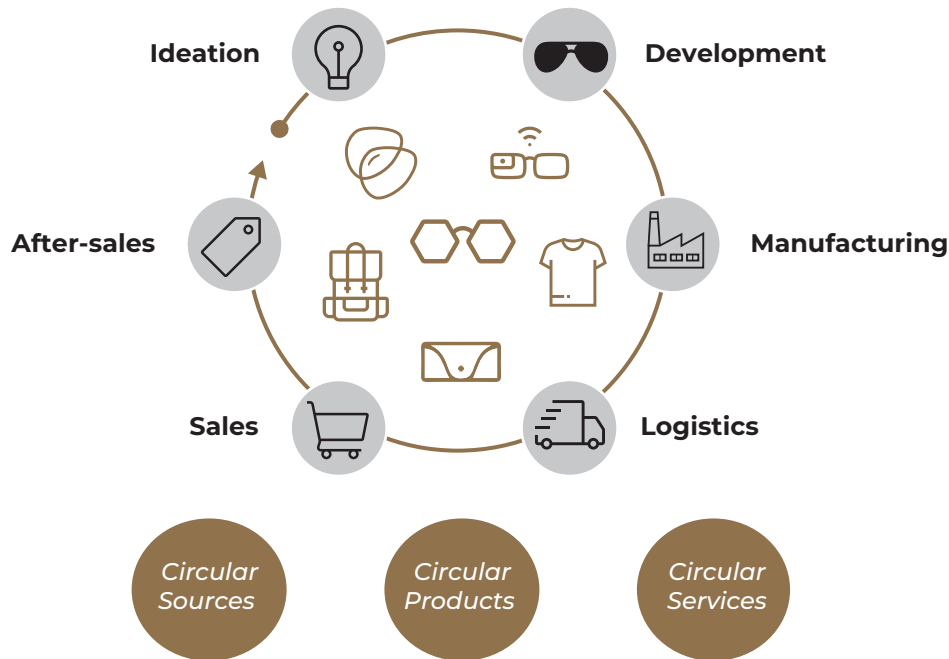 Ideation
Development
After-sales
Manufacturing
Sales
Logistics
Circular
Sources
Circular
Products
Circular
Services